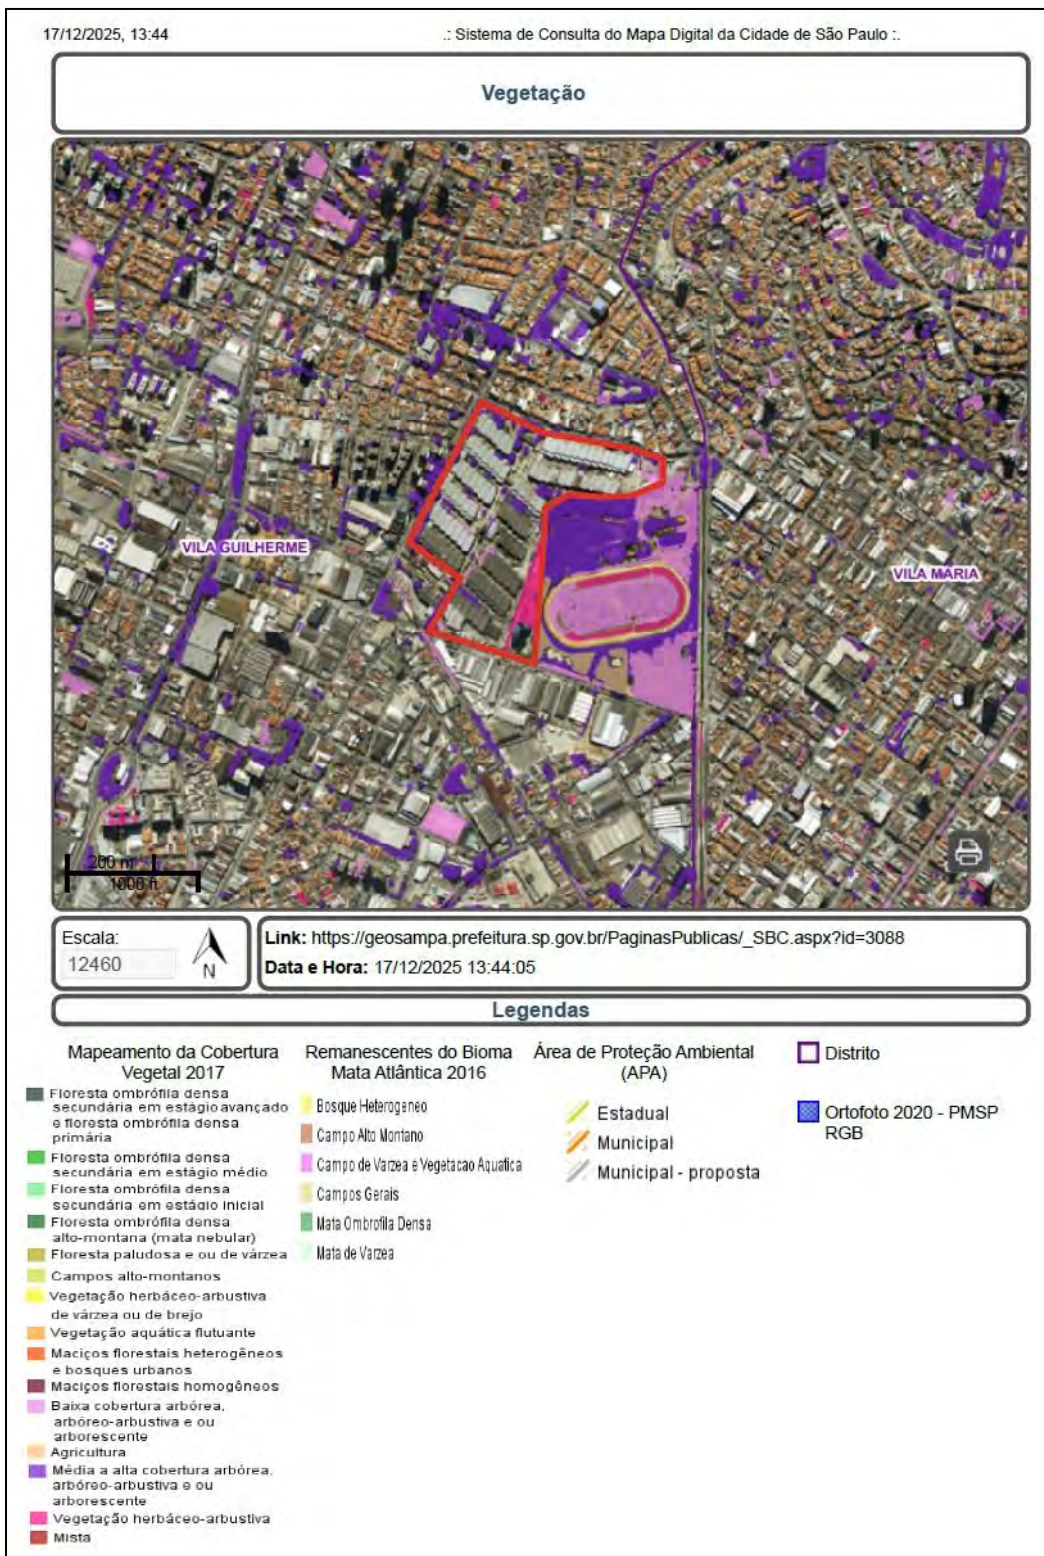 17/12/2025, 13:44
.: Sistema de Consulta do Mapa Digital da Cidade de São Paulo :.
Vegetação
VILA GUILHERME
VILA MARIA
200 m
1000 ft
Escala:
12460
N
Link: https://geosampa.prefeitura.sp.gov.br/PaginasPublicas/_SBC.aspx?id=3088
Data e Hora: 17/12/2025 13:44:05
Legendas
Mapeamento da Cobertura
Vegetal 2017
Floresta ombrófila densa
secundária em estágio avançado
e floresta ombrófila densa
primária
Floresta ombrófila densa
secundária em estágio médio
Floresta ombrófila densa
secundária em estágio inicial
Floresta ombrófila densa
alto-montana (mata nebular)
Floresta paludosa e ou de várzea
Campos alto-montanos
Vegetação herbáceo-arbustiva
de várzea ou de brejo
Vegetação aquática flutuante
Maciços florestais heterogêneos
e bosques urbanos
Maciços florestais homogêneos
Baixa cobertura arbórea,
arbóreo-arbustiva e ou
arborescente
Agricultura
Média a alta cobertura arbórea,
arbóreo-arbustiva e ou
arborescente
Vegetação herbáceo-arbustiva
Mista
Remanescentes do Bioma
Mata Atlântica 2016
Bosque Heterogeneo
Campo Alto Montano
Campo de Varzea e Vegetacao Aquatica
Campos Gerais
Mata Ombrofila Densa
Mata de Varzea
Área de Proteção Ambiental
(APA)
Estadual
Municipal
Municipal - proposta
Distrito
Ortofoto 2020 - PMSP
RGB